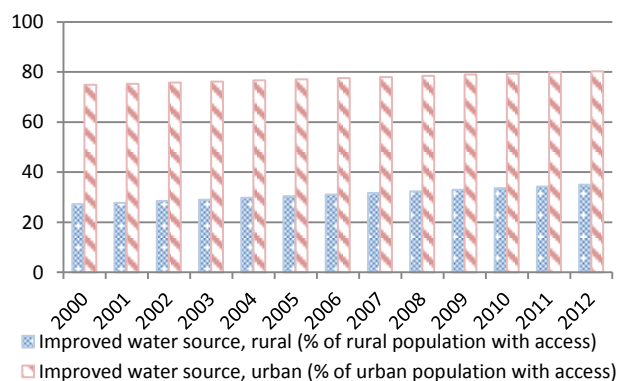 100
80
60
40
20
0
2000 2001 2002 2003 2004 2005 2006 2007 2008 2009 2010 2011 2012
Improved water source, rural (% of rural population with access)
Improved water source, urban (% of urban population with access)